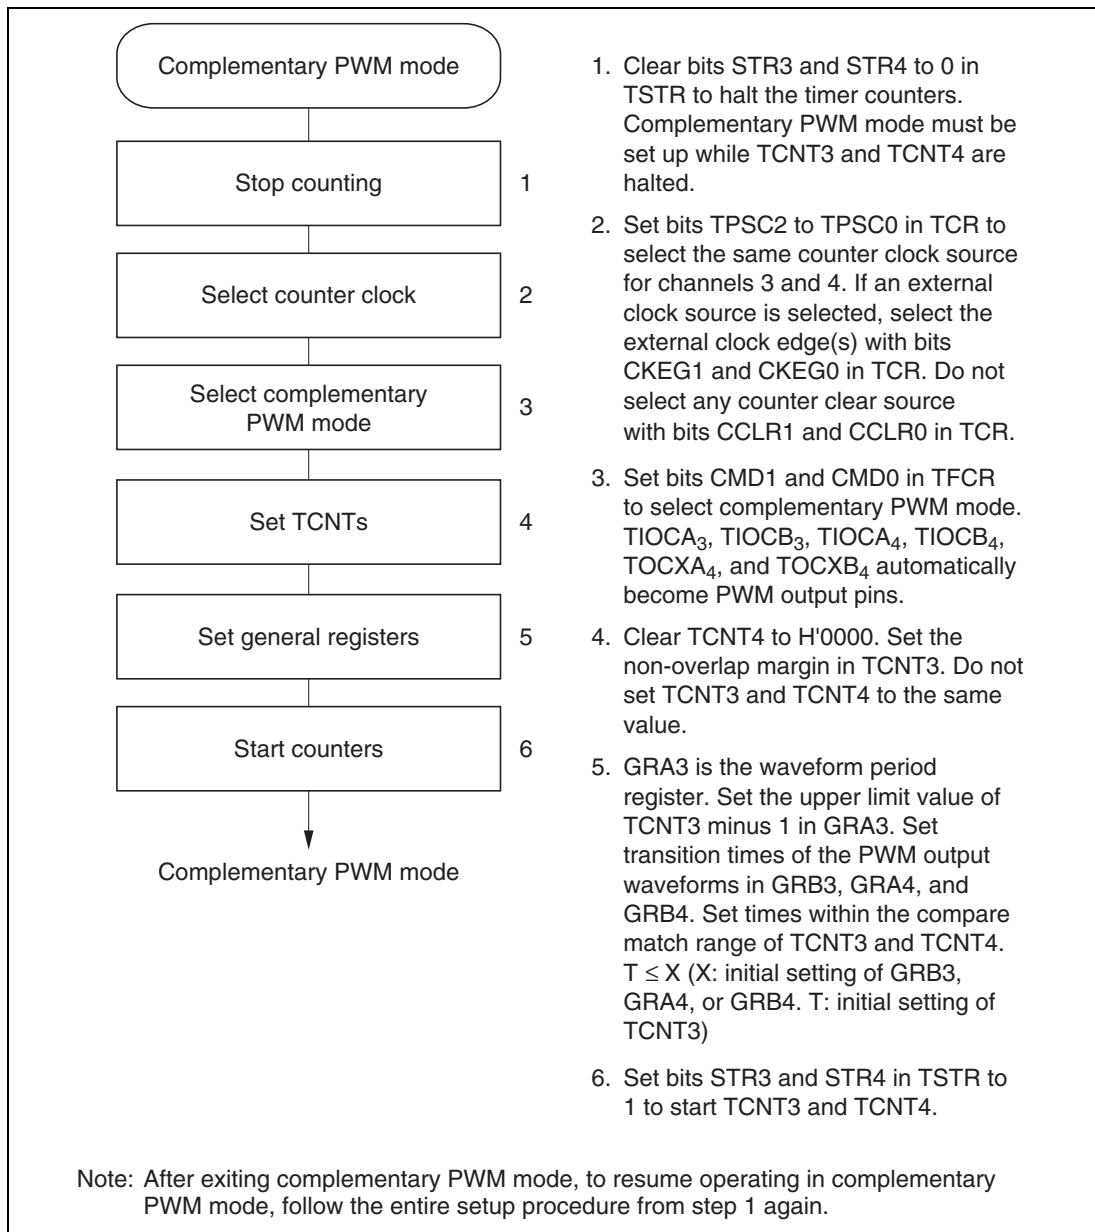 Complementary PWM mode
Stop counting 1
Select counter clock 2
Select complementary
PWM mode 3
Set TCNTs 4
Set general registers 5
Start counters 6
Complementary PWM mode
1. Clear bits STR3 and STR4 to 0 in
TSTR to halt the timer counters.
Complementary PWM mode must be
set up while TCNT3 and TCNT4 are
halted.
2. Set bits TPSC2 to TPSC0 in TCR to
select the same counter clock source
for channels 3 and 4. If an external
clock source is selected, select the
external clock edge(s) with bits
CKEG1 and CKEG0 in TCR. Do not
select any counter clear source
with bits CCLR1 and CCLR0 in TCR.
3. Set bits CMD1 and CMD0 in TFCR
to select complementary PWM mode.
TIOCA₃, TIOCB₃, TIOCA₄, TIOCB₄,
TOCXA₄, and TOCXB₄ automatically
become PWM output pins.
4. Clear TCNT4 to H'0000. Set the
non-overlap margin in TCNT3. Do not
set TCNT3 and TCNT4 to the same
value.
5. GRA3 is the waveform period
register. Set the upper limit value of
TCNT3 minus 1 in GRA3. Set
transition times of the PWM output
waveforms in GRB3, GRA4, and
GRB4. Set times within the compare
match range of TCNT3 and TCNT4.
T ≤ X (X: initial setting of GRB3,
GRA4, or GRB4. T: initial setting of
TCNT3)
6. Set bits STR3 and STR4 in TSTR to
1 to start TCNT3 and TCNT4.
Note: After exiting complementary PWM mode, to resume operating in complementary
PWM mode, follow the entire setup procedure from step 1 again.